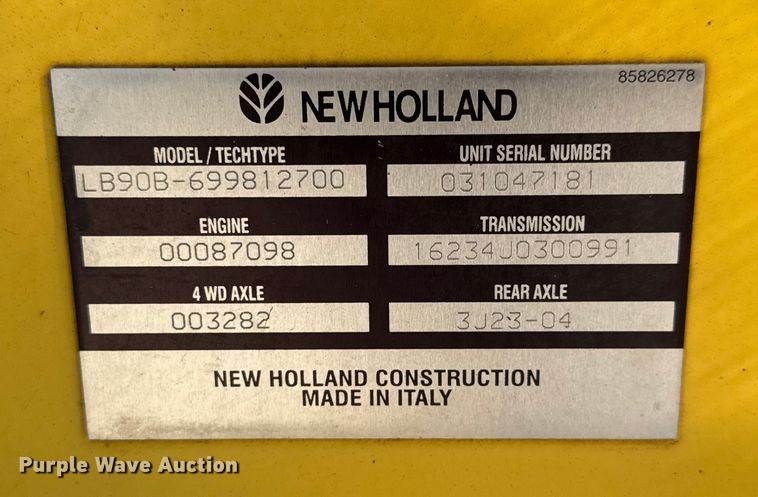 85826278
NEW HOLLAND
MODEL / TECHTYPE
UNIT SERIAL NUMBER
LB90B-699812700
031047181
ENGINE
TRANSMISSION
00087098
16234J0300991
4 WD AXLE
REAR AXLE
003282
3J23-04
NEW HOLLAND CONSTRUCTION
MADE IN ITALY
Purple Wave Auction